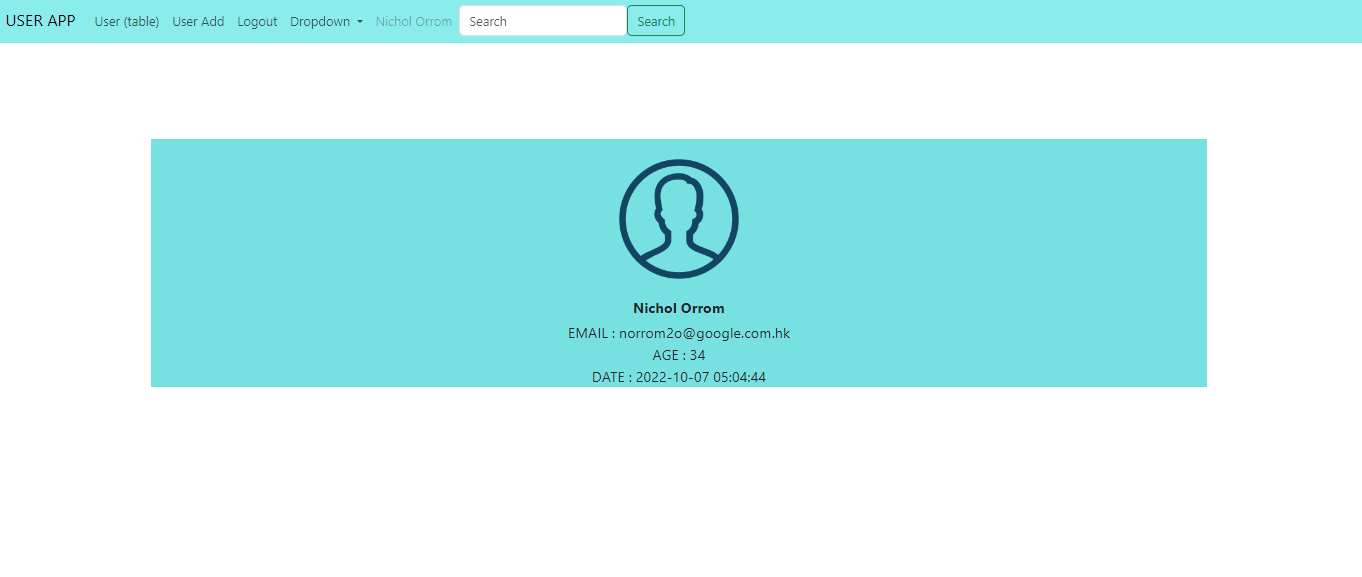 USER APP User (table) User Add Logout Dropdown Nichol Orrom Search Search
Nichol Orrom
EMAIL : norrom2o@google.com.hk
AGE : 34
DATE : 2022-10-07 05:04:44